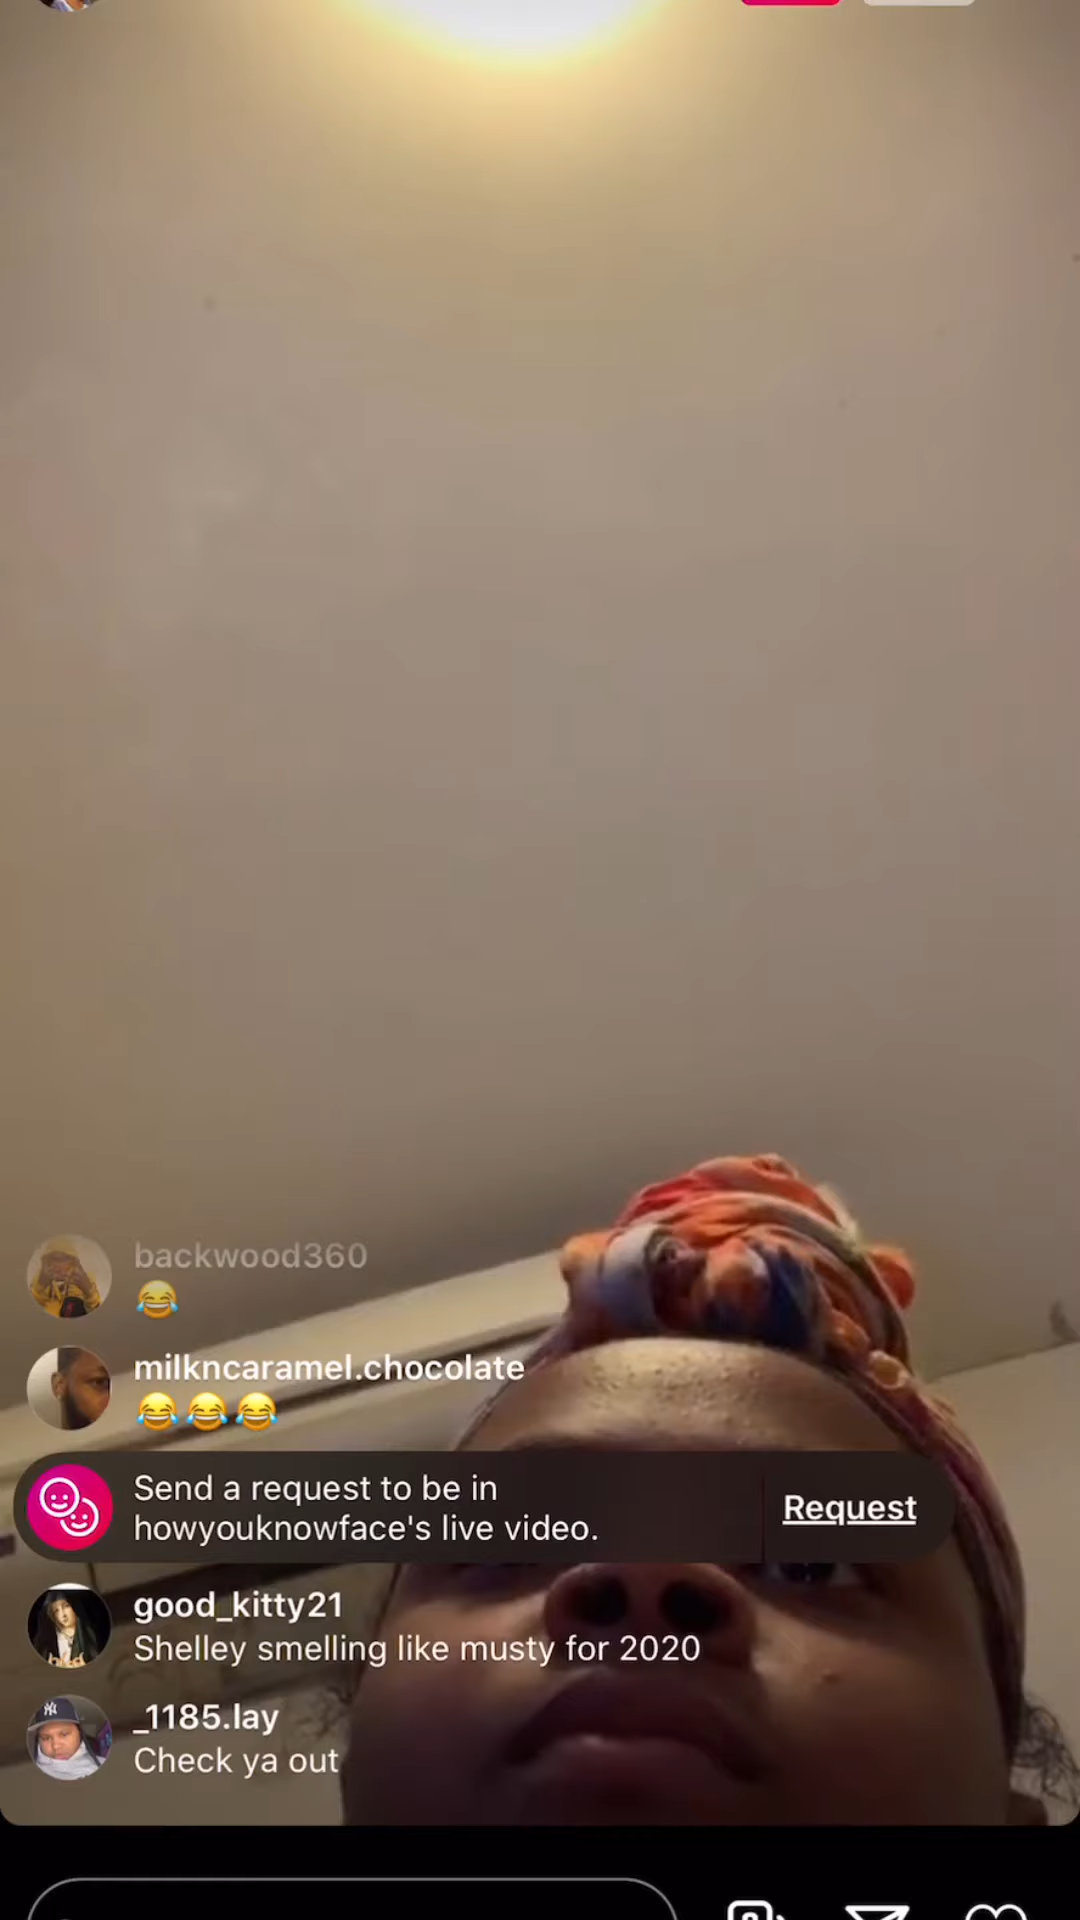 backwood360
😂
milkncaramel.chocolate
😂😂😂
Send a request to be in
howyouknowface's live video.
Request
good_kitty21
Shelley smelling like musty for 2020
_1185.lay
Check ya out